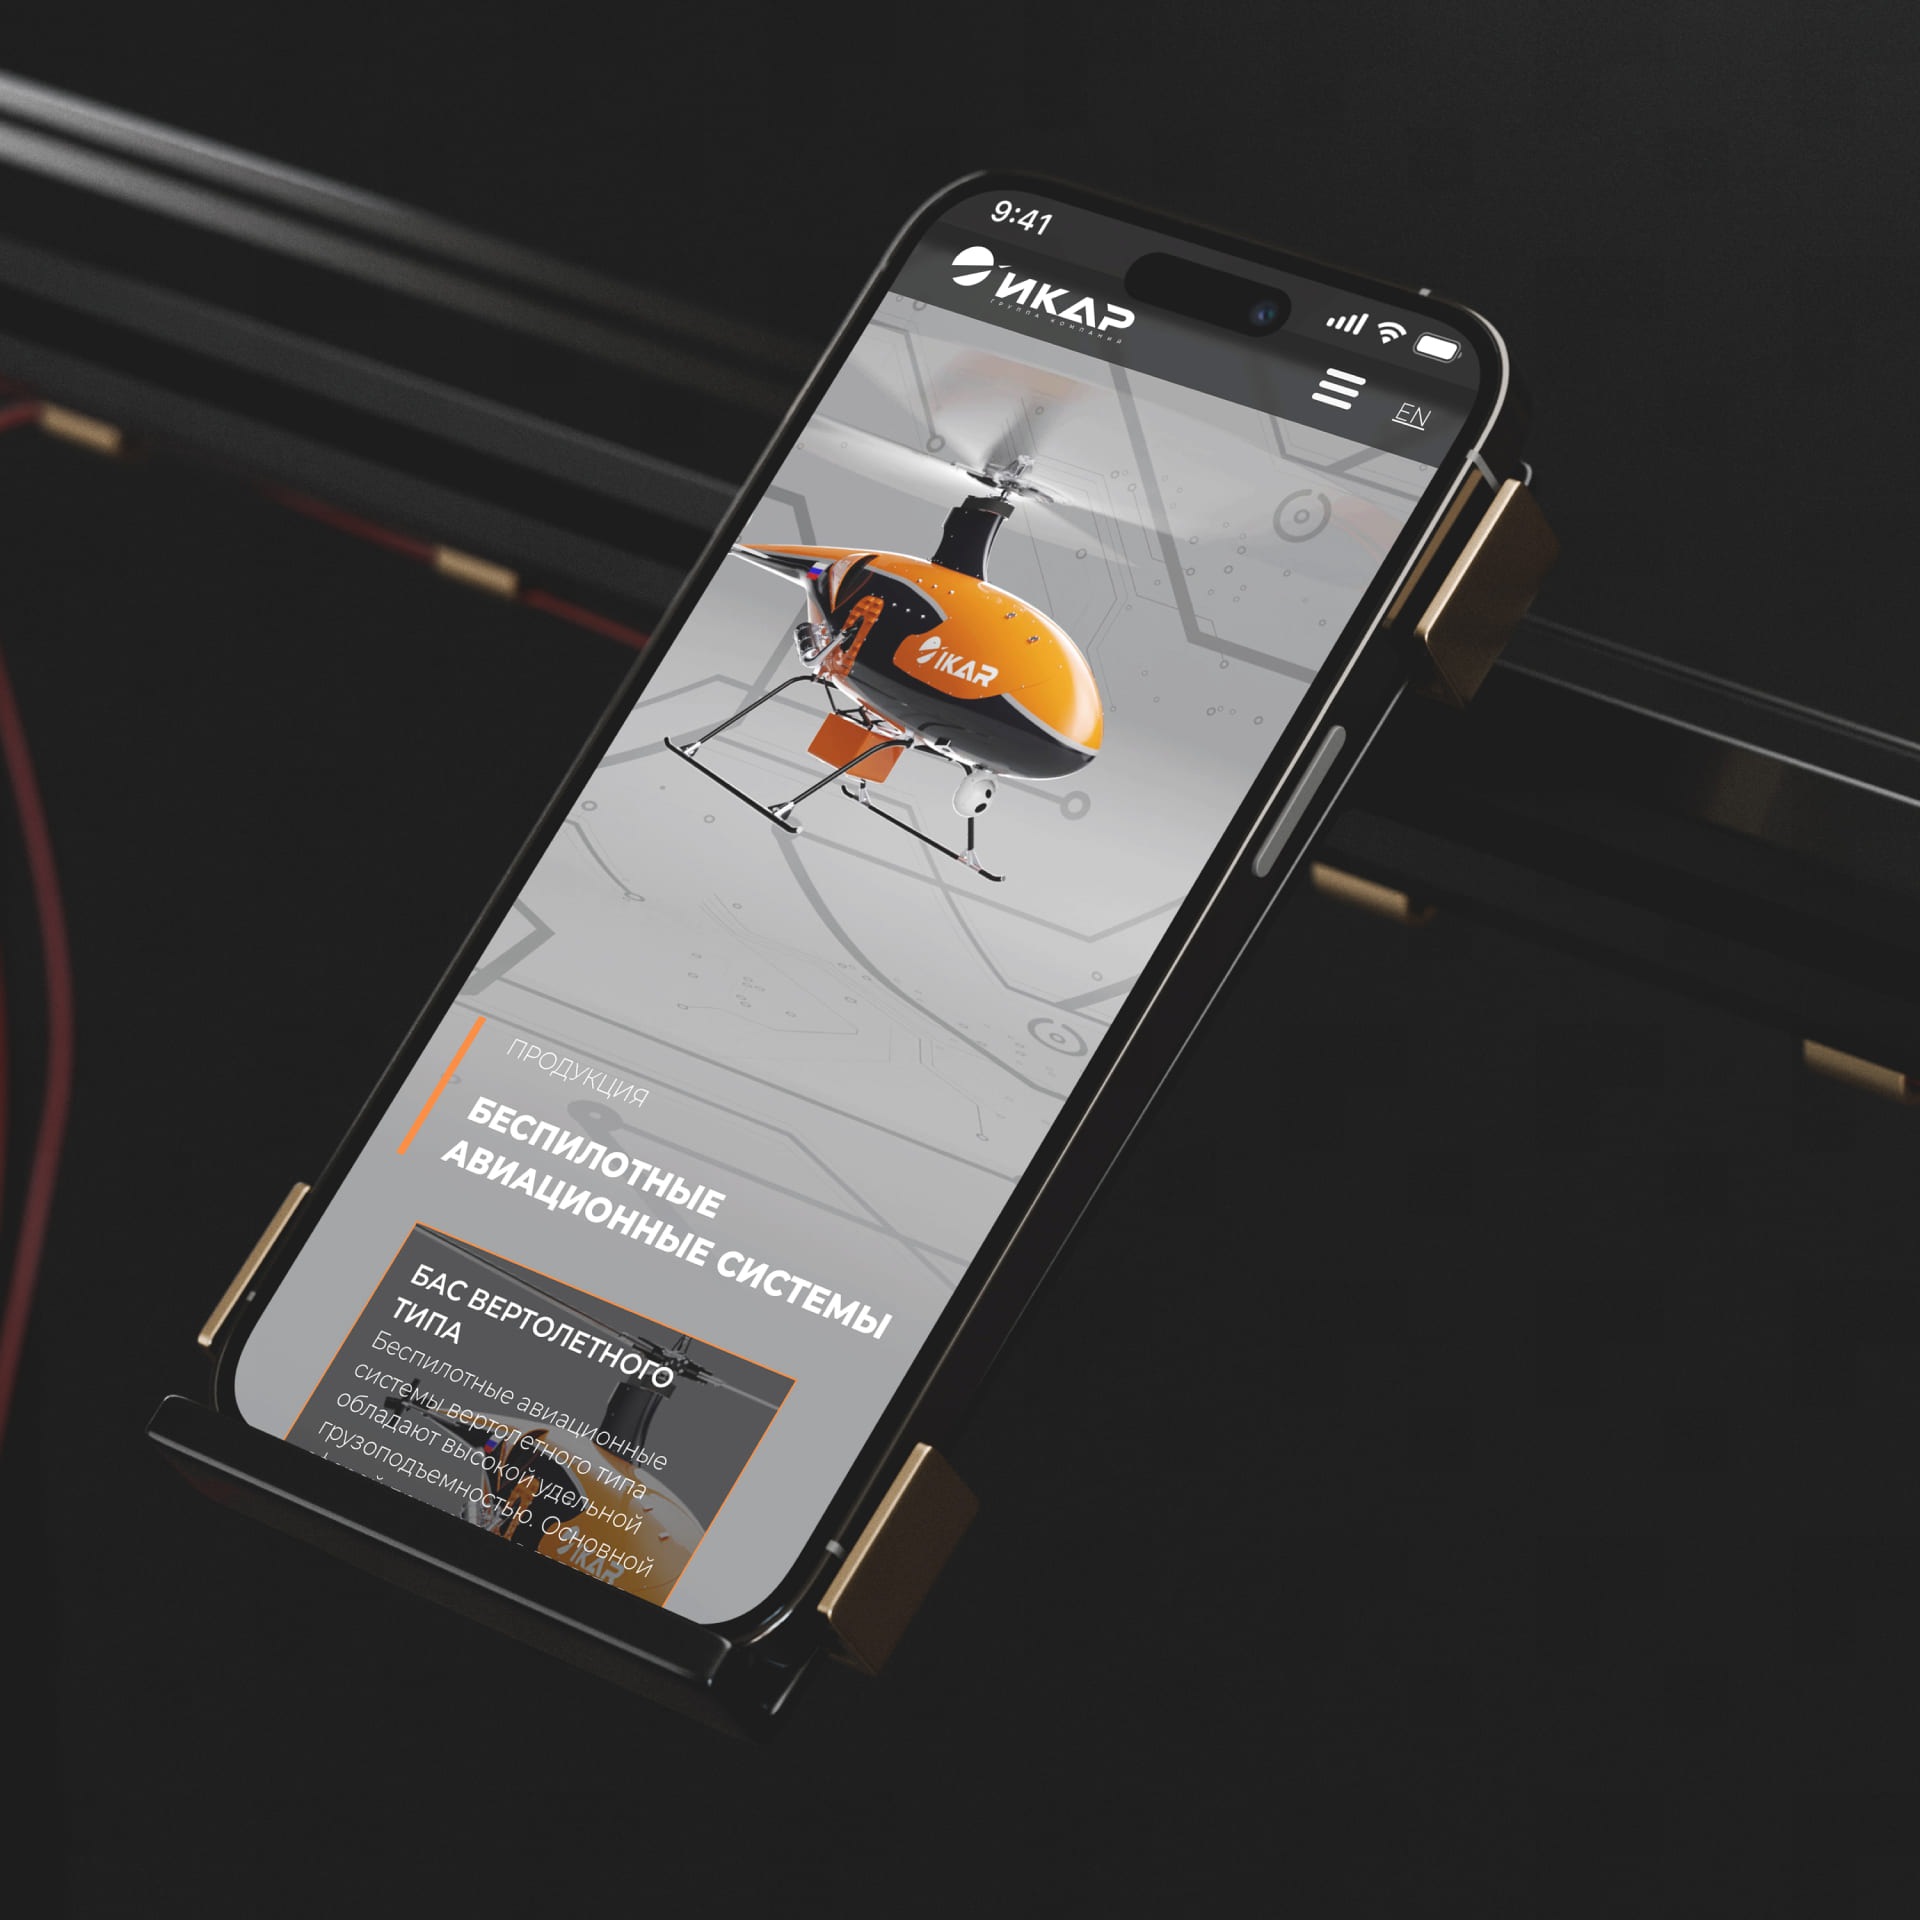 9:41
ИКАР
ГРУППА КОМПАНИЙ
EN
IKAR
ПРОДУКЦИЯ
БЕСПИЛОТНЫЕ
АВИАЦИОННЫЕ СИСТЕМЫ
БАС ВЕРТОЛЕТНОГО
ТИПА
Беспилотные авиационные
системы вертолетного типа
обладают высокой удельной
грузоподъемностью. Основной
IKAR